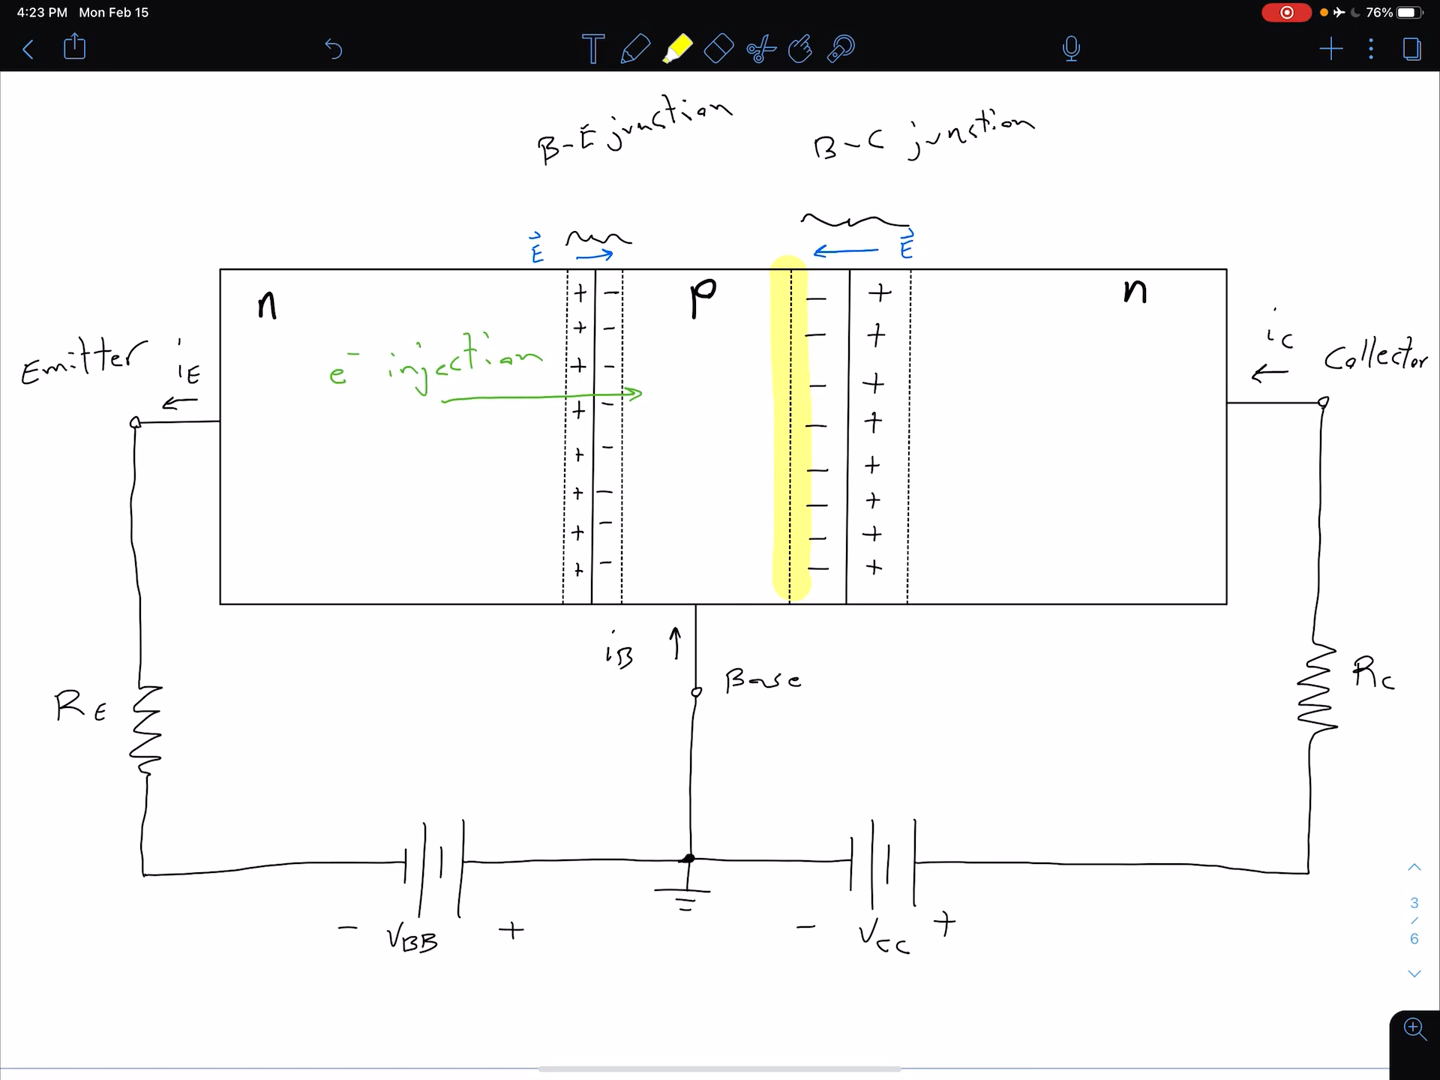 4:23 PM Mon Feb 15
76%
B-E junction
B-C junction
E
E
n
p
n
+ - - +
+ - - +
+ - - +
+ - - +
+ - - +
+ - - +
+ - - +
+ - - +
e- injection
Emitter
iE
iC
Collector
iB
Base
RE
RC
- VBB +
- VCC +
3
/
6